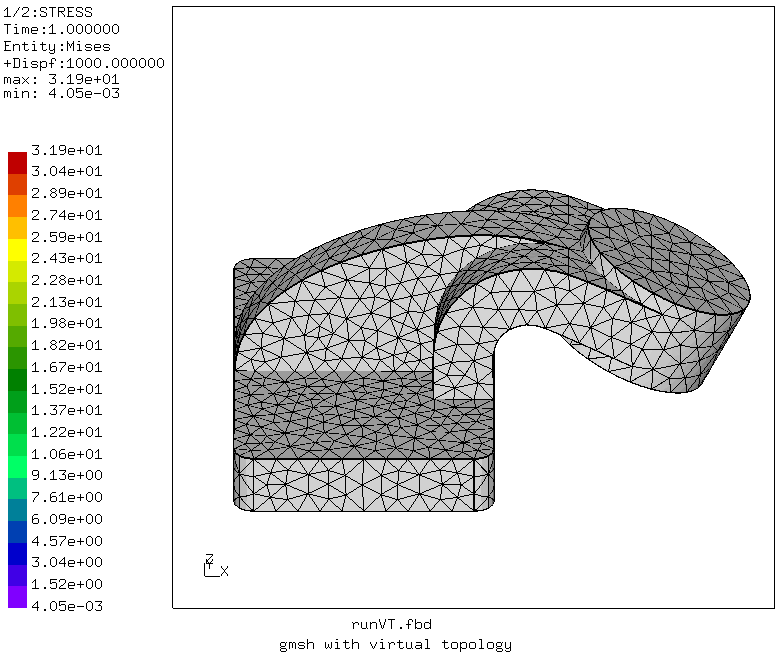 1/2:STRESS
Time:1.000000
Entity:Mises
+Dispf:1000.000000
max: 3.19e+01
min: 4.05e-03
3.19e+01
3.04e+01
2.89e+01
2.74e+01
2.59e+01
2.43e+01
2.28e+01
2.13e+01
1.98e+01
1.82e+01
1.67e+01
1.52e+01
1.37e+01
1.22e+01
1.06e+01
9.13e+00
7.61e+00
6.09e+00
4.57e+00
3.04e+00
1.52e+00
4.05e-03
Z
Y
X
runVT.fbd
gmsh with virtual topology